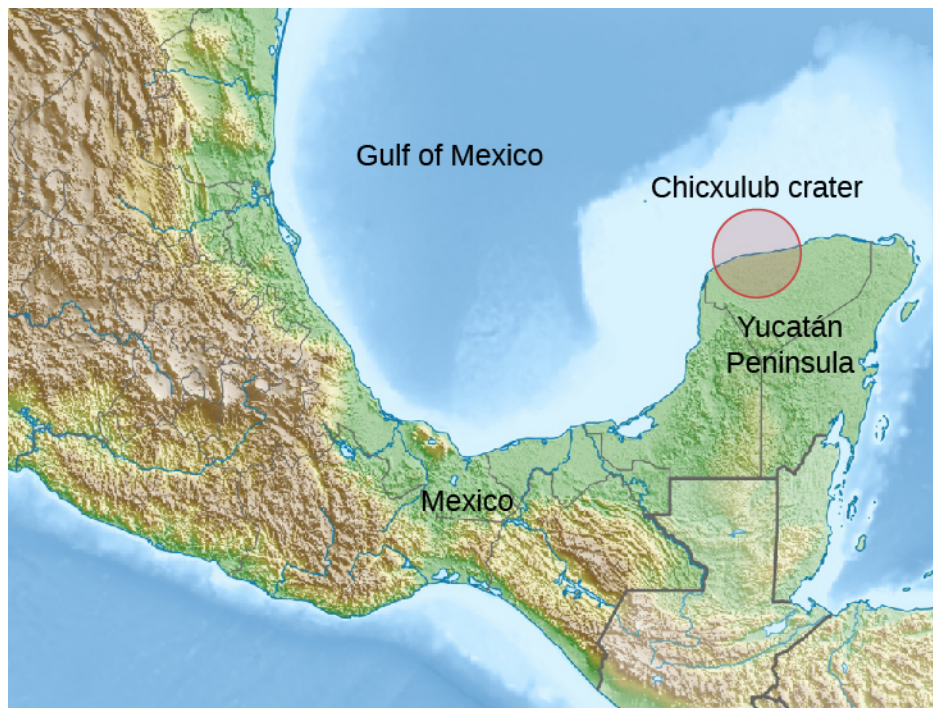 Gulf of Mexico
Chicxulub crater
Yucatán
Peninsula
Mexico